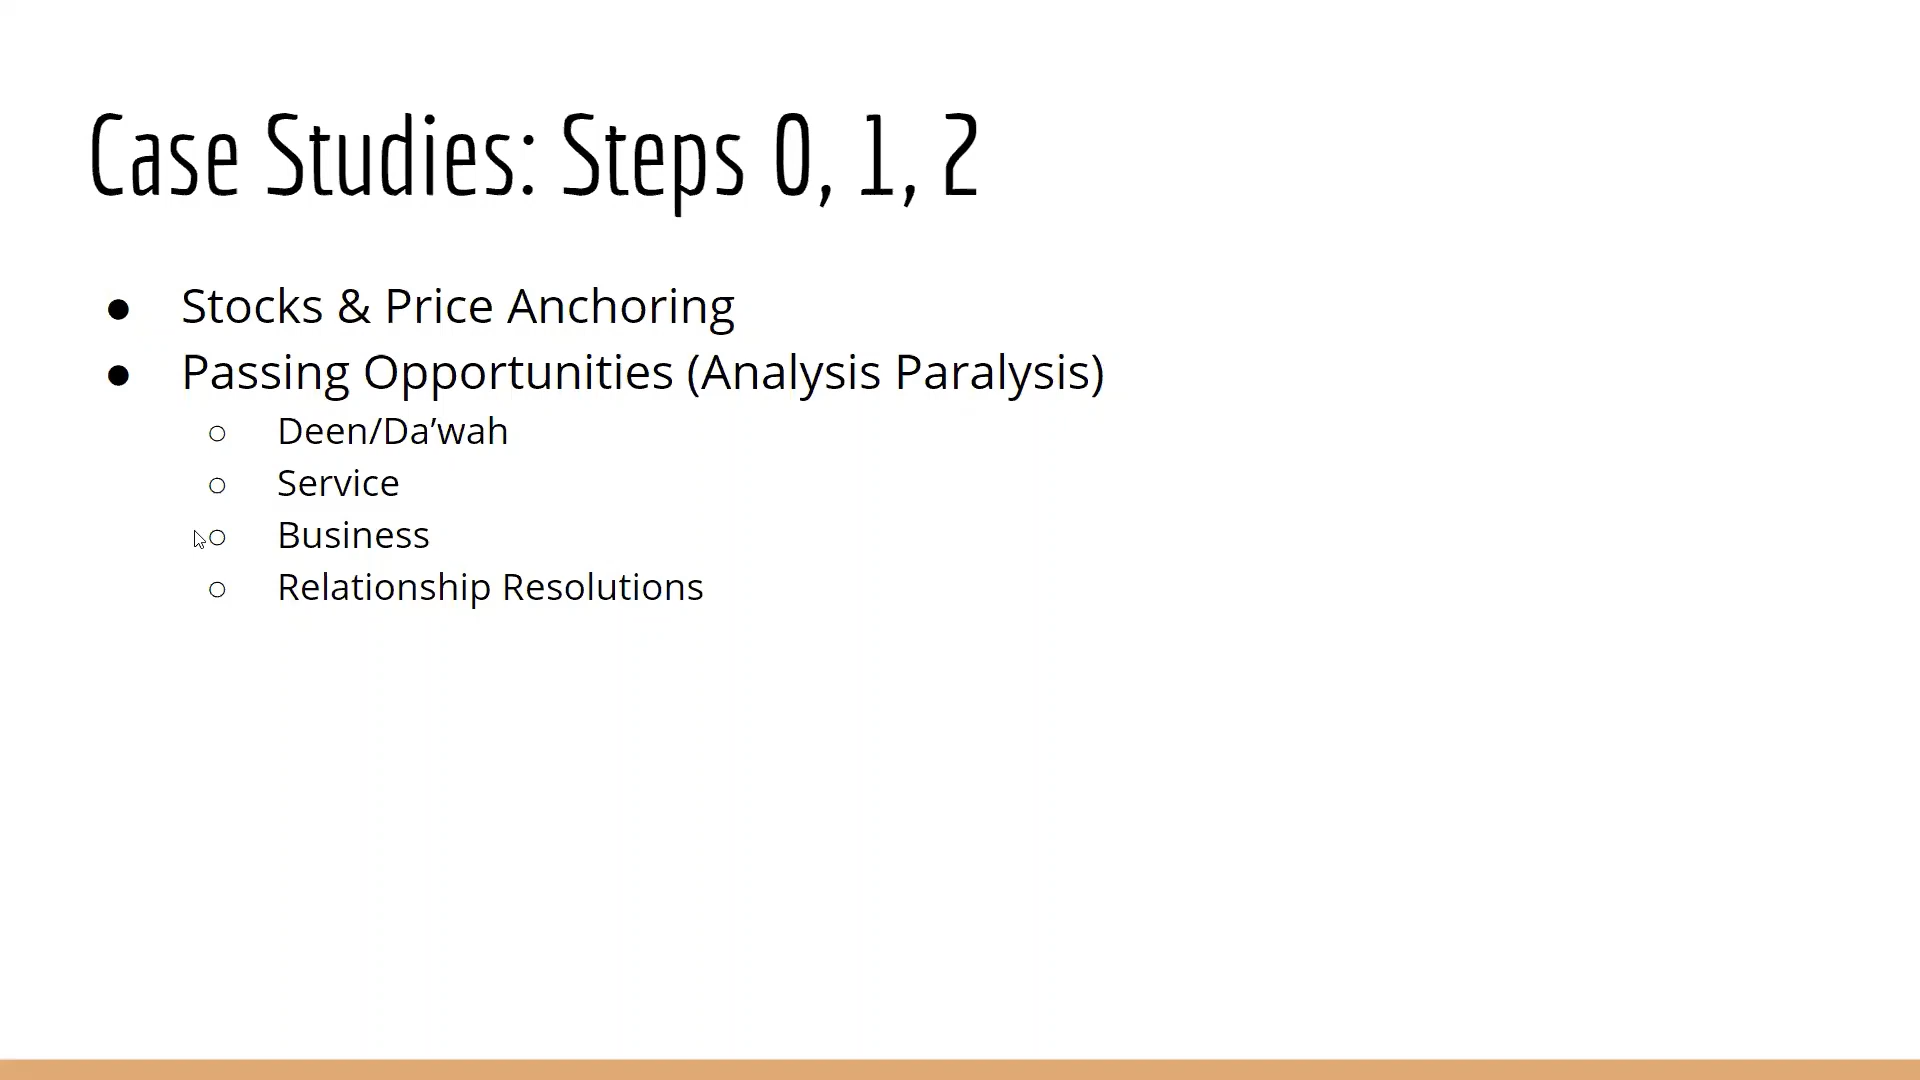 Case Studies: Steps 0, 1, 2
● Stocks & Price Anchoring
● Passing Opportunities (Analysis Paralysis)
○ Deen/Da’wah
○ Service
○ Business
○ Relationship Resolutions